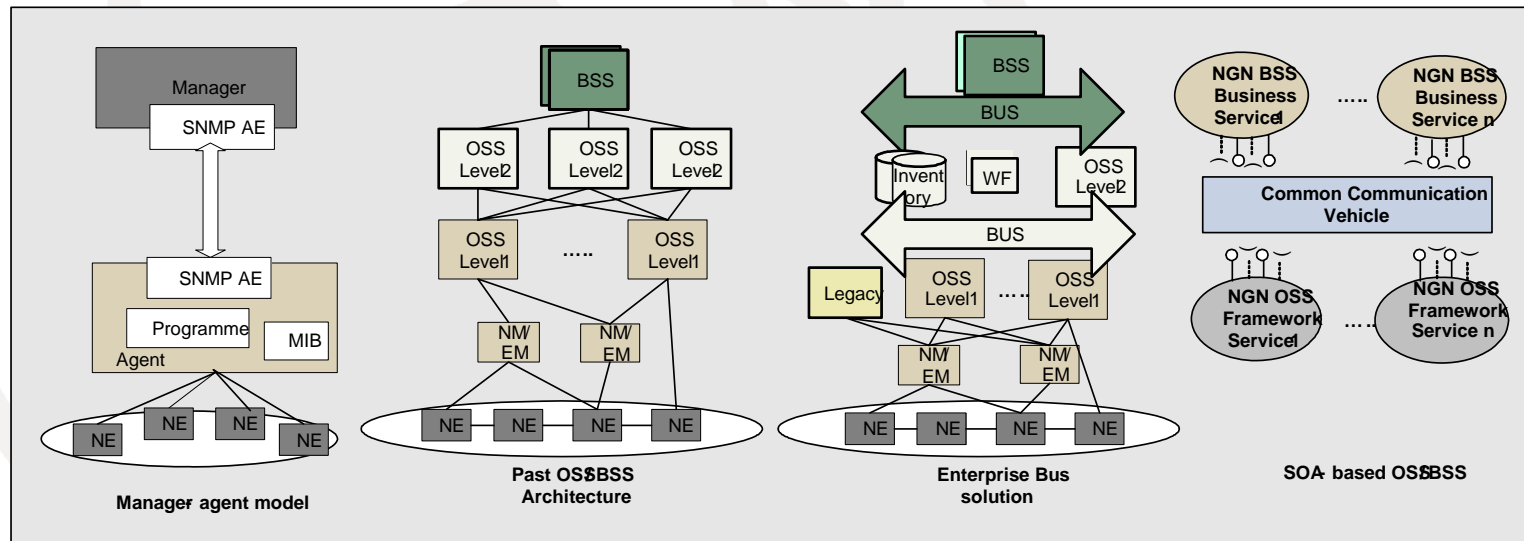 Manager
SNMP AE
SNMP AE
Programme
MIB
Agent
NE
NE
NE
NE
Manager- agent model
BSS
OSS
Level2
OSS
Level2
OSS
Level2
OSS
Level1
.....
OSS
Level1
NM/
EM
NM/
EM
NE
NE
NE
NE
Past OSS/BSS
Architecture
BSS
BUS
Invent
ory
WF
OSS
Level2
BUS
Legacy
OSS
Level1
.....
OSS
Level1
NM/
EM
NM/
EM
NE
NE
NE
NE
Enterprise Bus
solution
NGN BSS
Business
Service1
.....
NGN BSS
Business
Service n
Common Communication
Vehicle
NGN OSS
Framework
Service1
.....
NGN OSS
Framework
Service n
SOA- based OSS/BSS